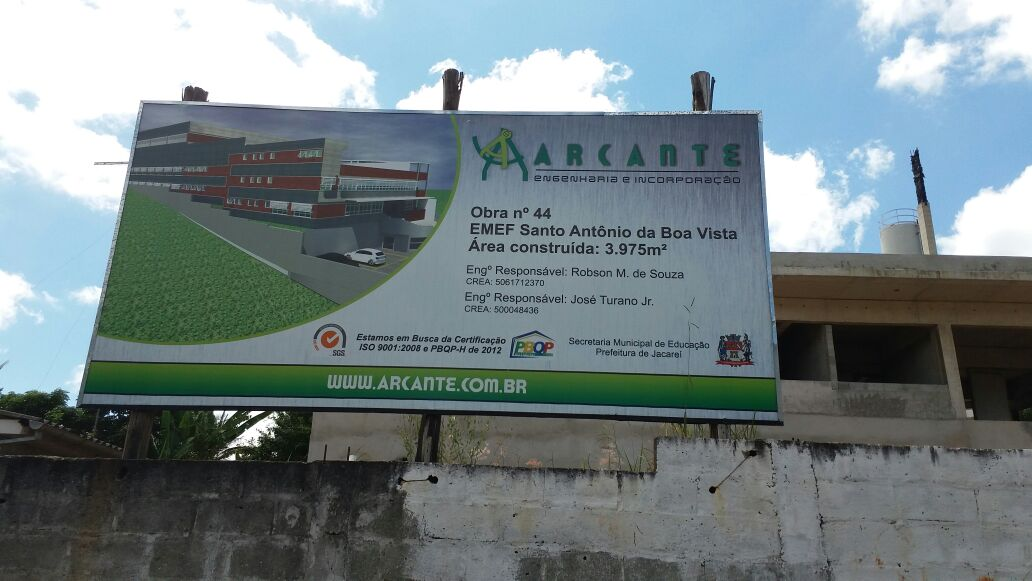 ARCANTE
ENGENHARIA E INCORPORAÇÃO
Obra nº 44
EMEF Santo Antônio da Boa Vista
Área construída: 3.975m²
Engº Responsável: Robson M. de Souza
CREA: 5061712370
Engº Responsável: José Turano Jr.
CREA: 500048436
SGS
Estamos em Busca da Certificação
ISO 9001:2008 e PBQP-H de 2012
PBQP
Secretaria Municipal de Educação
Prefeitura de Jacareí
WWW.ARCANTE.COM.BR